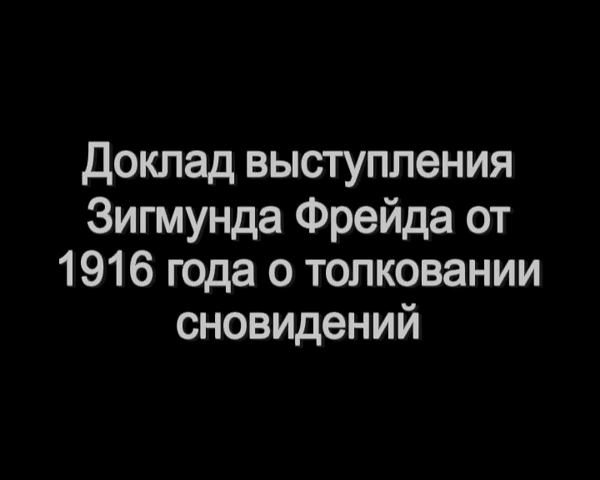 Доклад выступления
Зигмунда Фрейда от
1916 года о толковании
сновидений